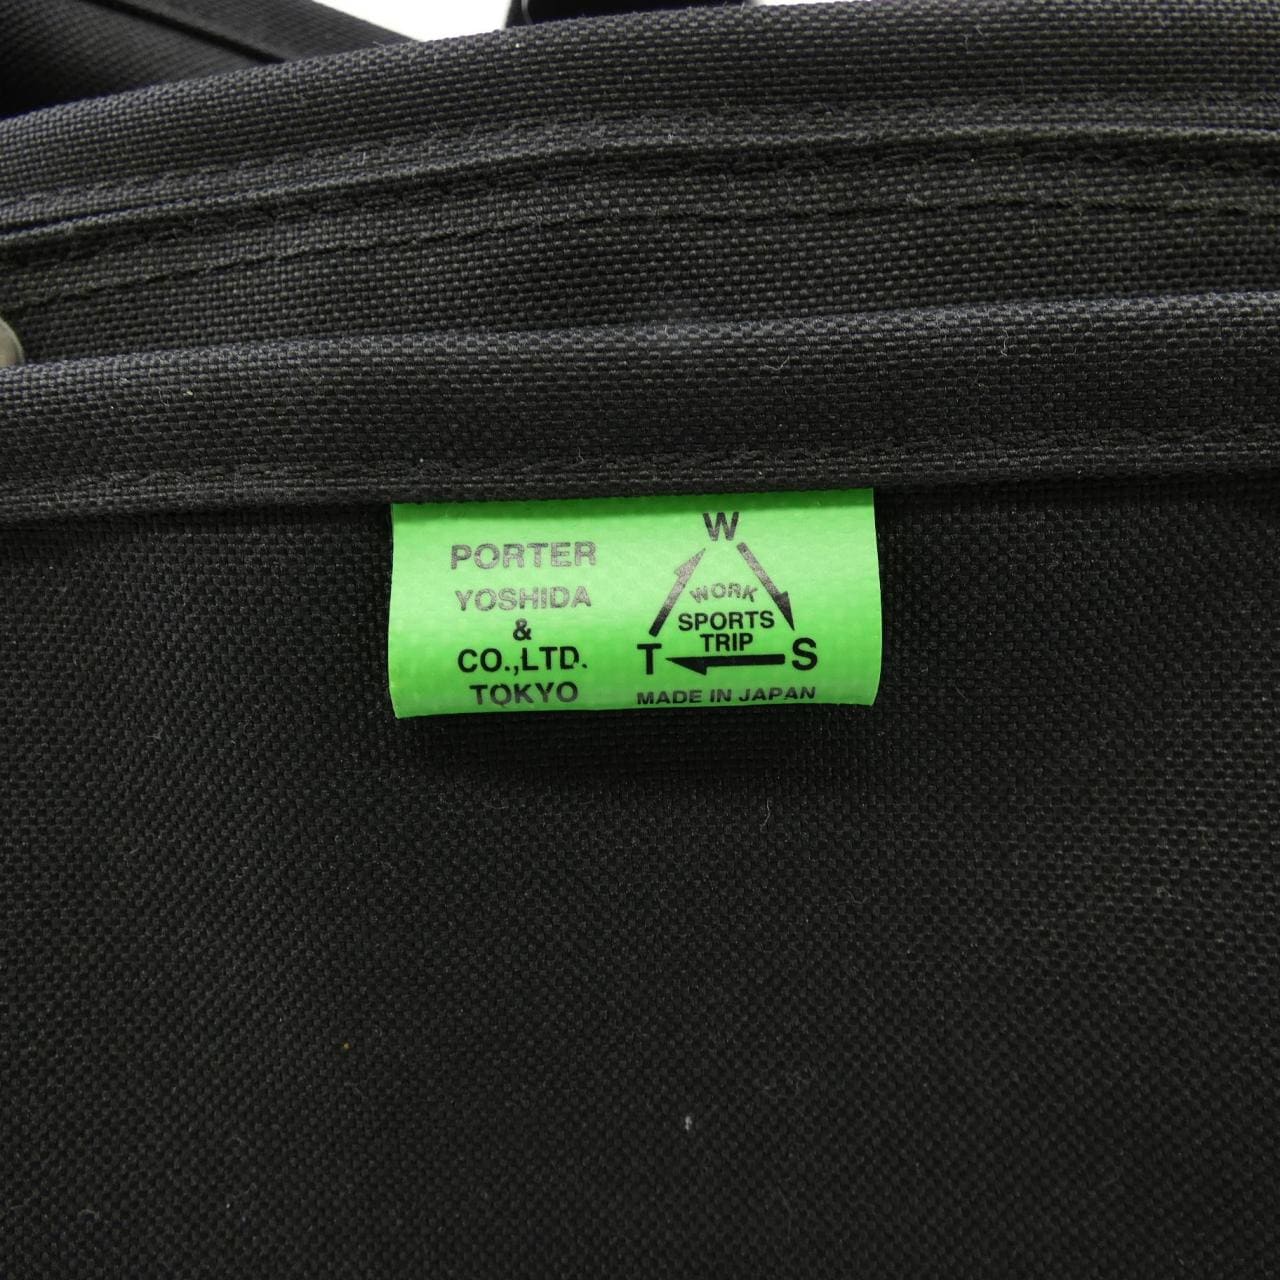 PORTER
YOSHIDA
&
CO.,LTD.
TOKYO
W
WORK
SPORTS
TRIP
T S
MADE IN JAPAN